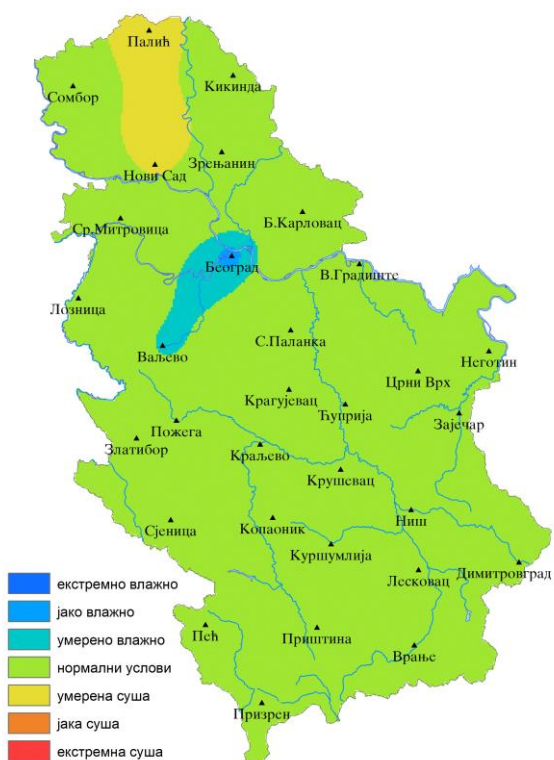 Палић
Кикинда
Сомбор
Зрењанин
Нови Сад
Б.Карловац
Ср.Митровица
Београд
В.Градиште
Лозница
С.Паланка
Ваљево
Неготин
Црни Врх
Крагујевац
Ћуприја
Зајечар
Пожега
Златибор
Краљево
Крушевац
Ниш
Копаоник
Сјеница
Куршумлија
Лесковац
Димитровград
Пећ
Приштина
Врање
Призрен
екстремно влажно
јако влажно
умерено влажно
нормални услови
умерена суша
јака суша
екстремна суша